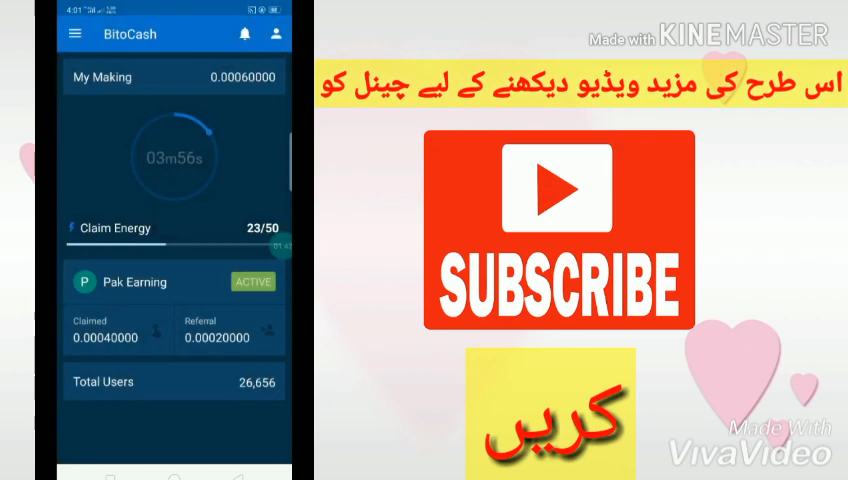 4:01
BitoCash
My Making 0.00060000
03m56s
Claim Energy 23/50
01:42
P Pak Earning ACTIVE
Claimed
0.00040000
Referral
0.00020000
Total Users 26,656
Made with KINEMASTER
اس طرح کی مزید ویڈیو دیکھنے کے لیے چینل کو
SUBSCRIBE
کریں
Made With
VivaVideo